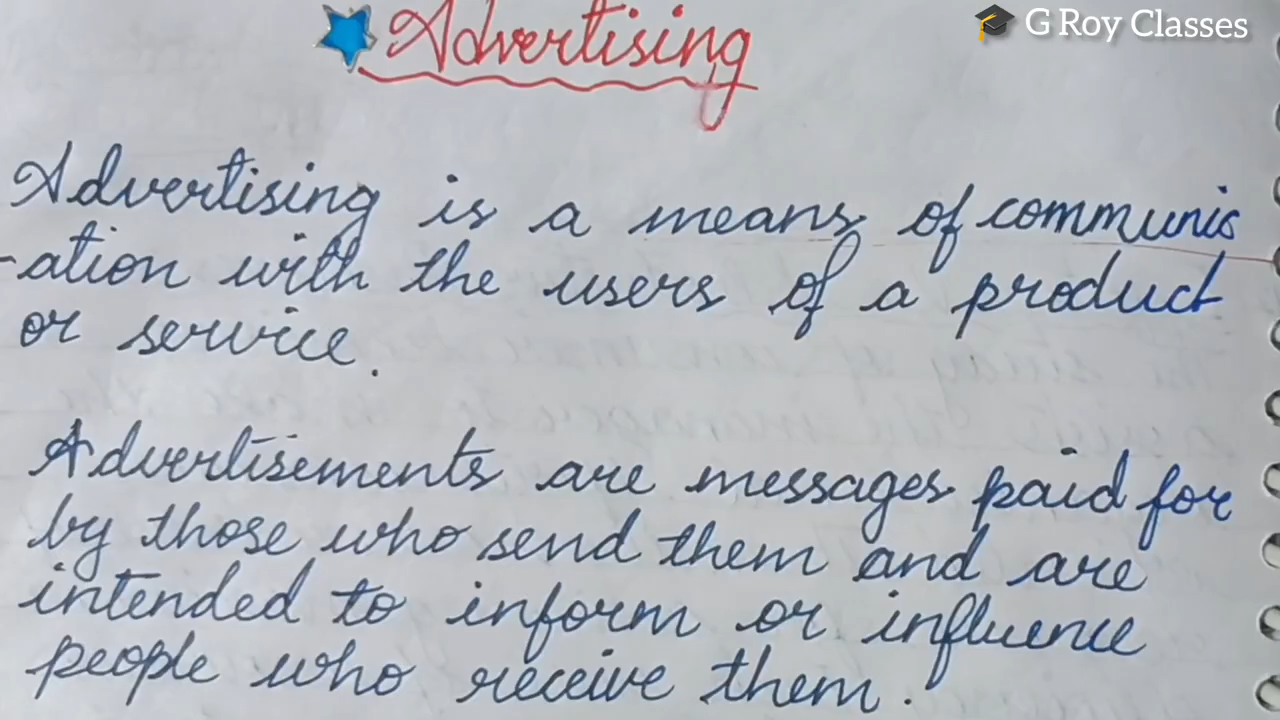 Advertising
G Roy Classes
Advertising is a means of communic
-ation with the users of a product
or service.
Advertisements are messages paid for
by those who send them and are
intended to inform or influence
people who receive them.